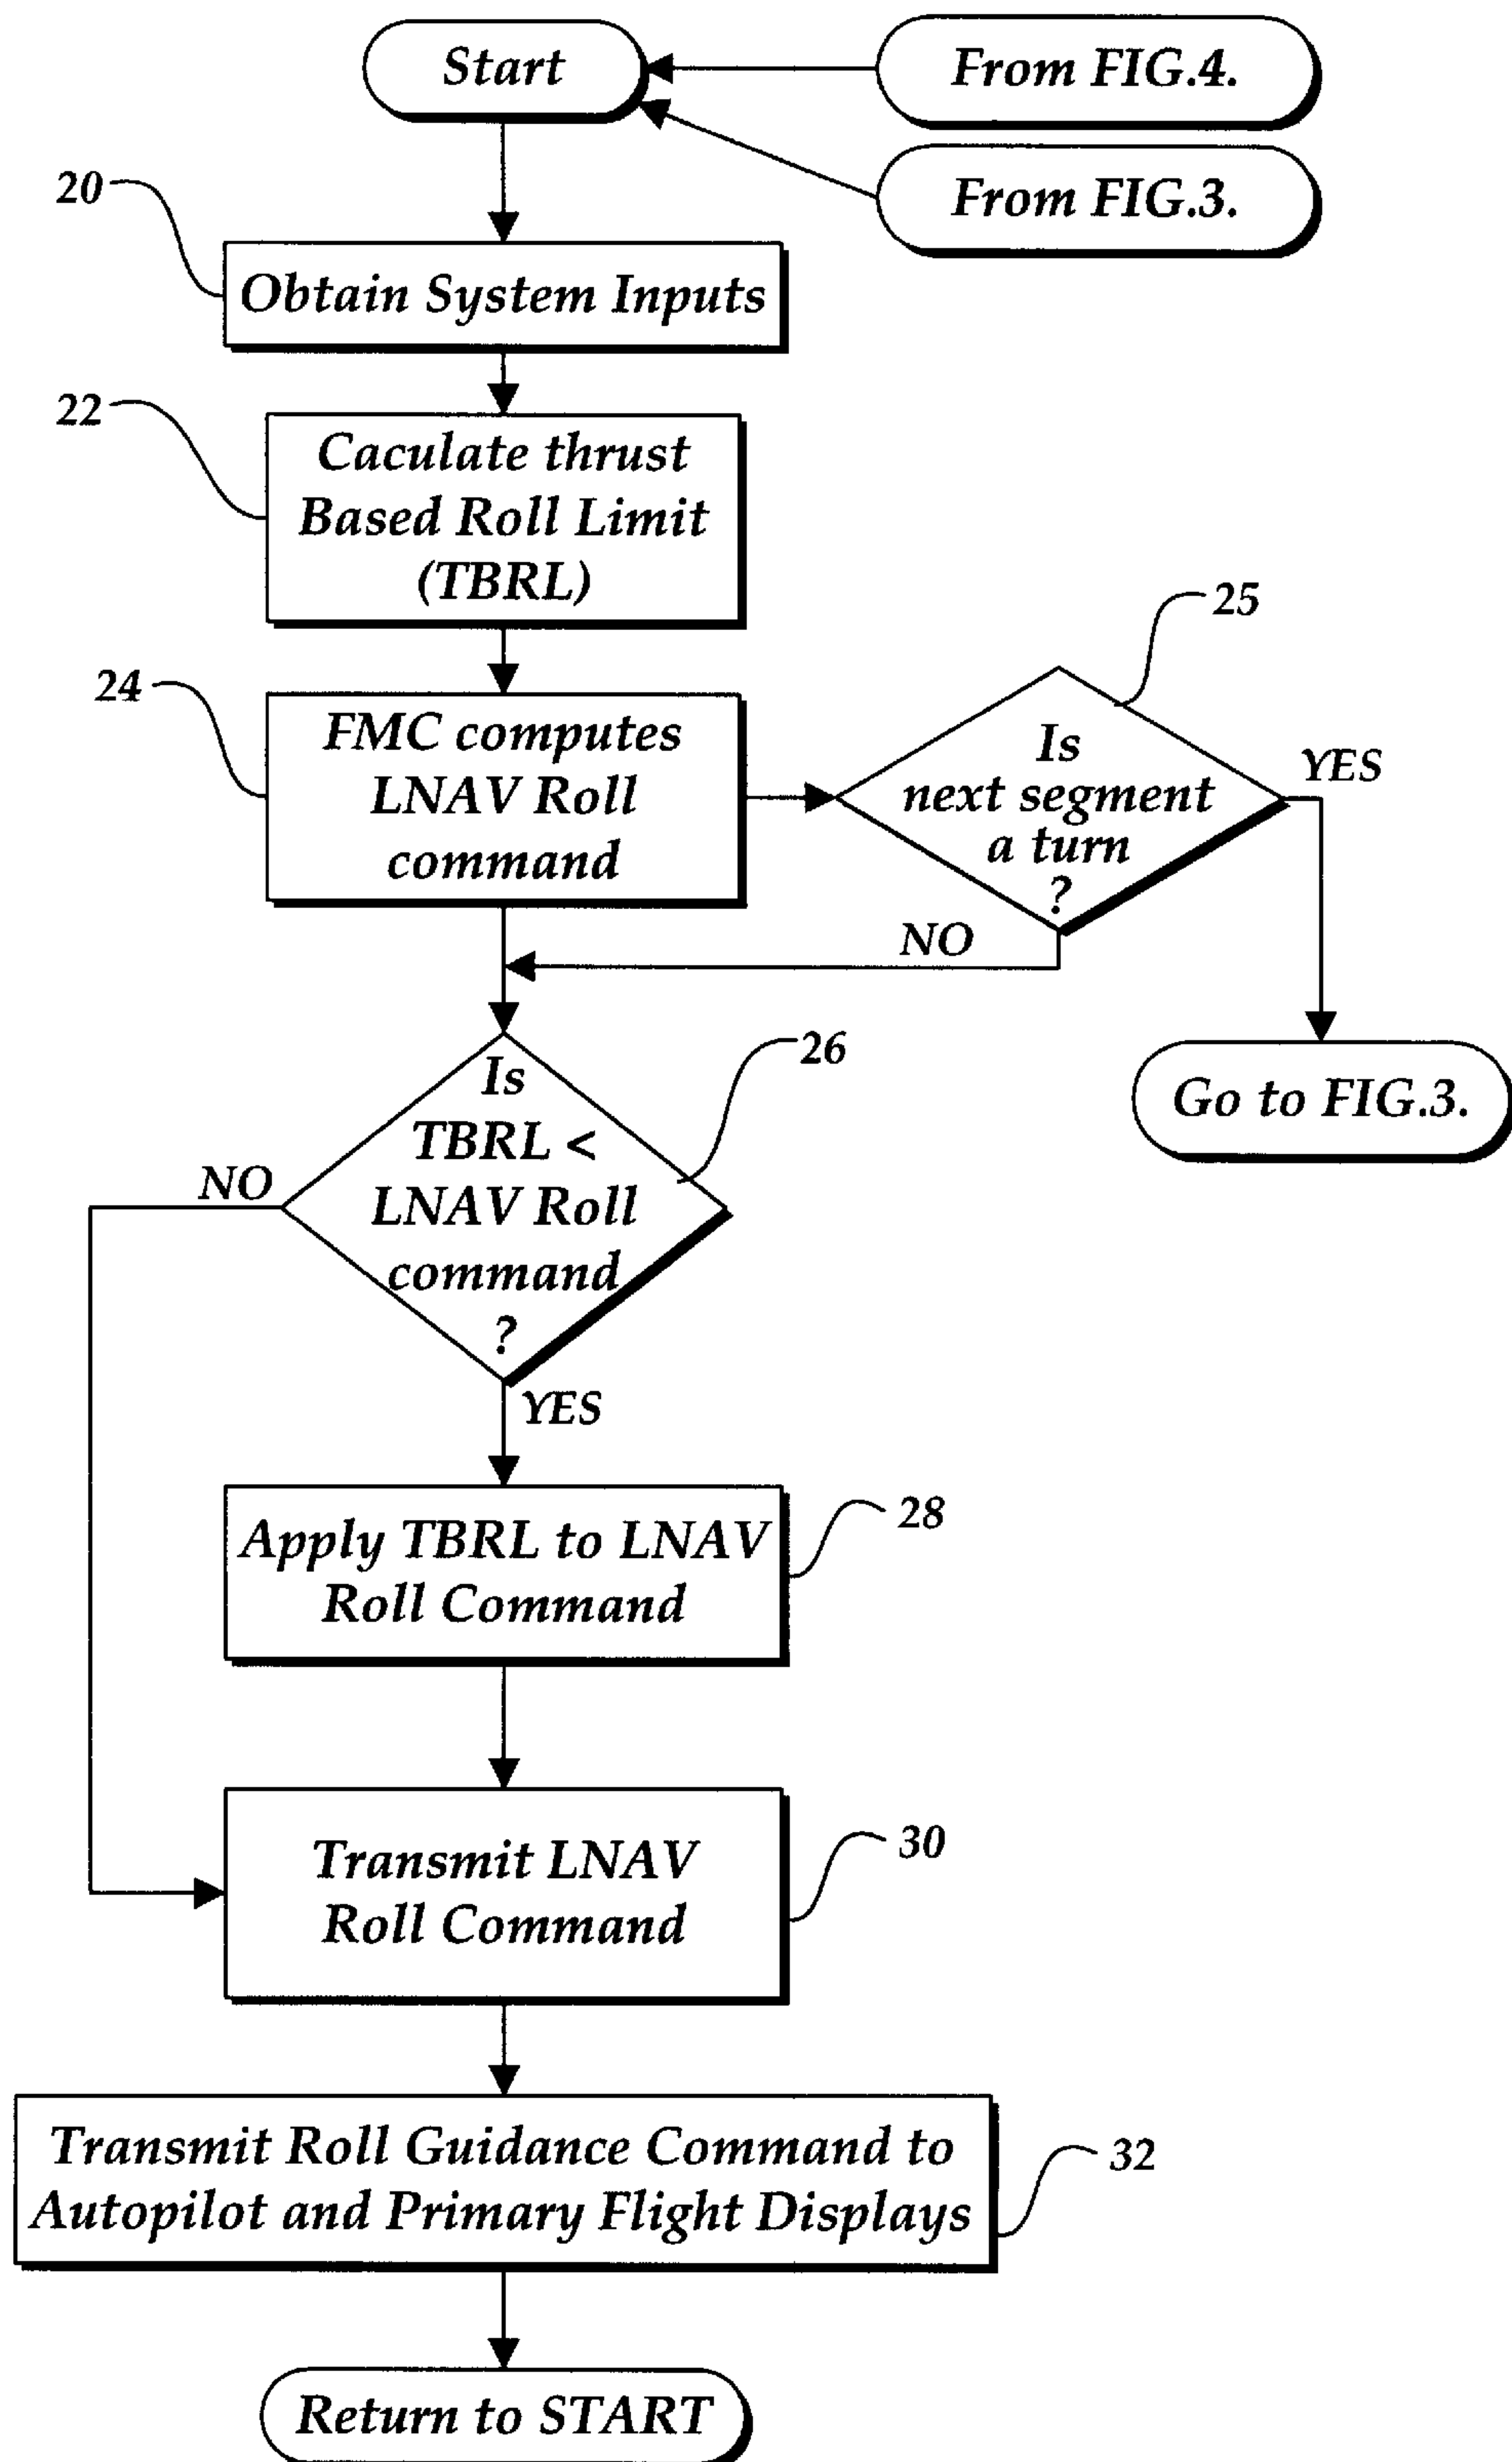 Start
From FIG.4.
From FIG.3.
20
Obtain System Inputs
22
Caculate thrust
Based Roll Limit
(TBRL)
24
FMC computes
LNAV Roll
command
25
Is
next segment
a turn
?
YES
NO
Go to FIG.3.
26
Is
TBRL <
LNAV Roll
command
?
NO
YES
28
Apply TBRL to LNAV
Roll Command
30
Transmit LNAV
Roll Command
32
Transmit Roll Guidance Command to
Autopilot and Primary Flight Displays
Return to START